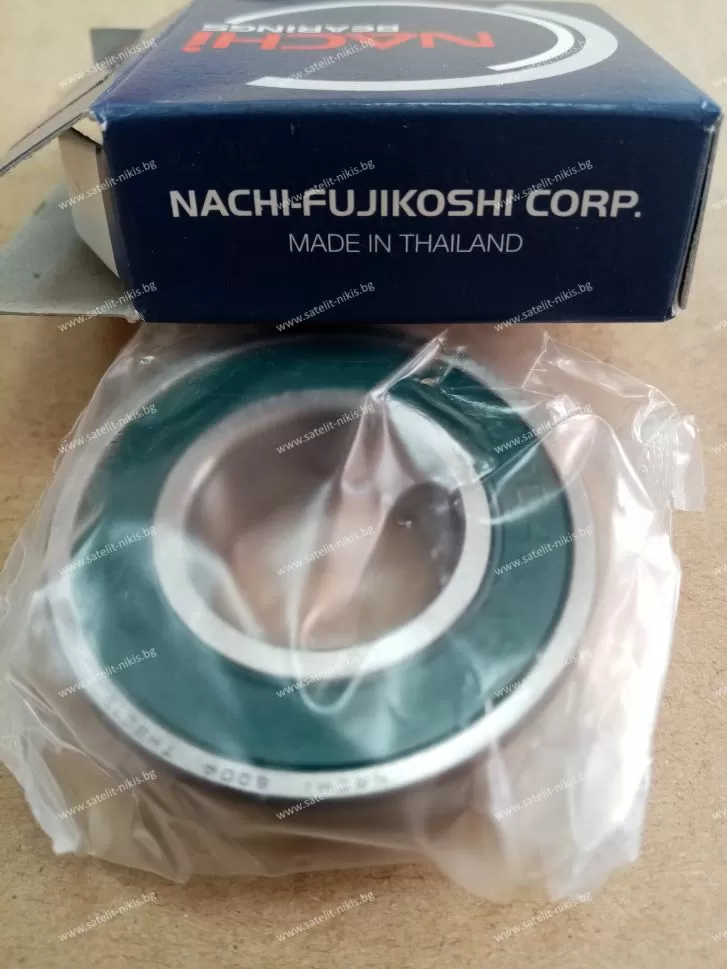 NACHI
BEARINGS
NACHI-FUJIKOSHI CORP.
MADE IN THAILAND
NACHI 6004
www.satelit-nikis.bg